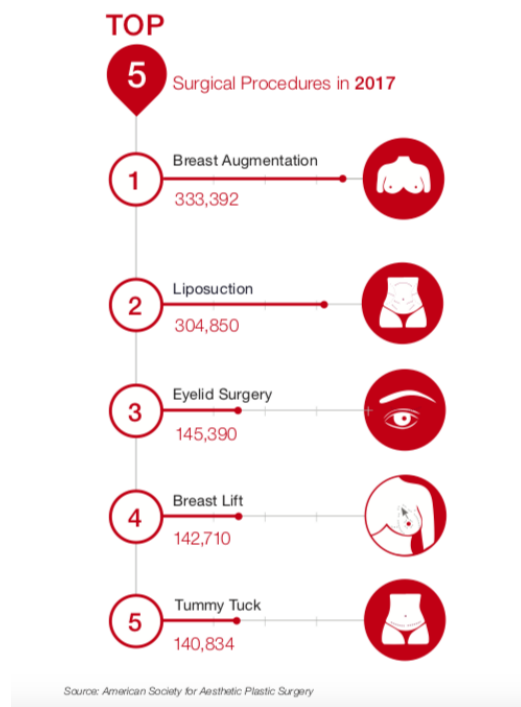 TOP
5
Surgical Procedures in 2017
1
Breast Augmentation
333,392
2
Liposuction
304,850
3
Eyelid Surgery
145,390
4
Breast Lift
142,710
5
Tummy Tuck
140,834
Source: American Society for Aesthetic Plastic Surgery